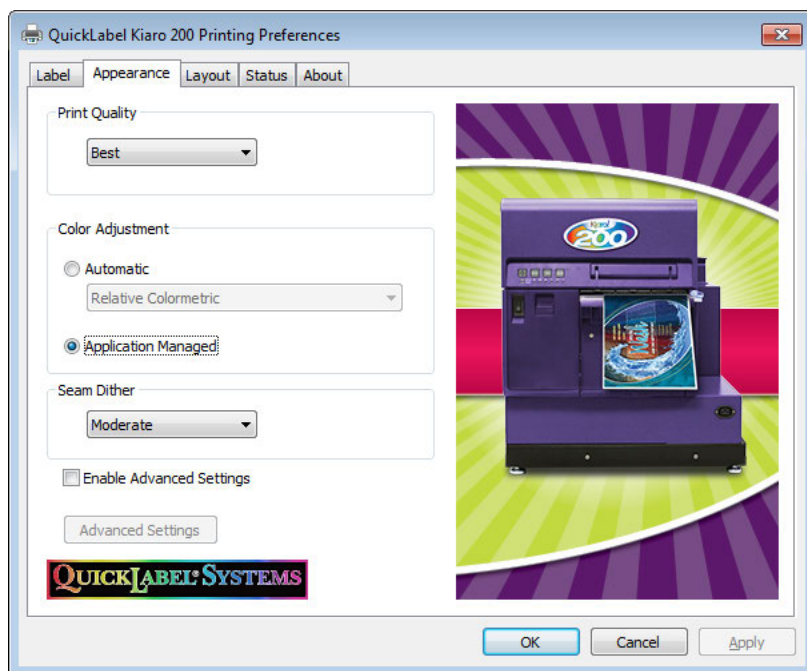 QuickLabel Kiaro 200 Printing Preferences
Label Appearance Layout Status About
Print Quality
Best
Color Adjustment
Automatic
Relative Colormetric
Application Managed
Seam Dither
Moderate
Enable Advanced Settings
Advanced Settings
QUICKLABEL® SYSTEMS
Kiaro!
200
OK Cancel Apply